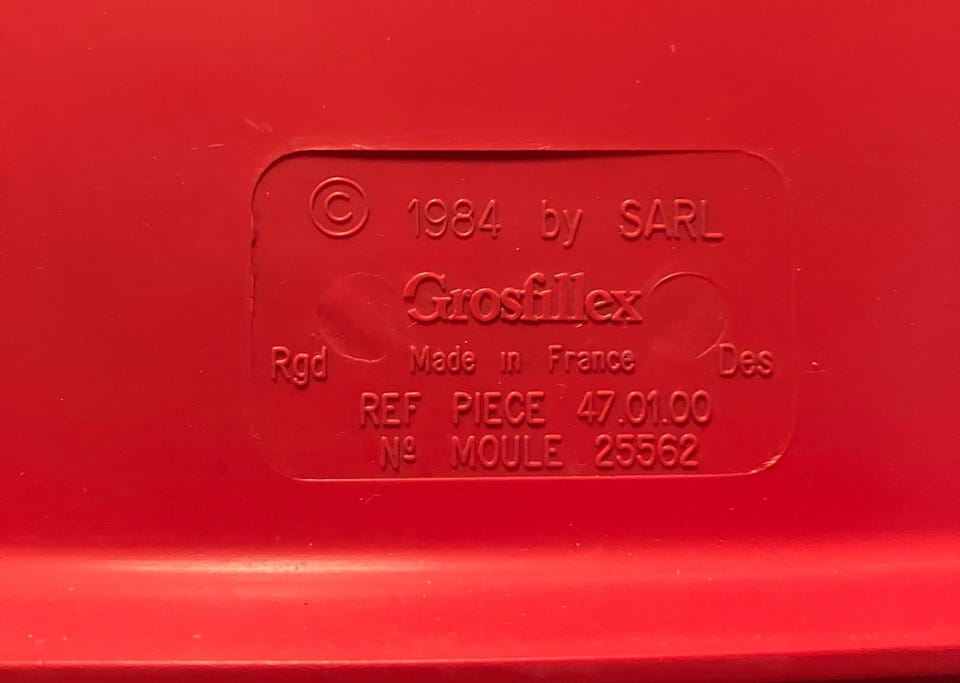 © 1984 by SARL
Grosfillex
Rgd Made in France Des
REF PIECE 47.01.00
Nº MOULE 25562